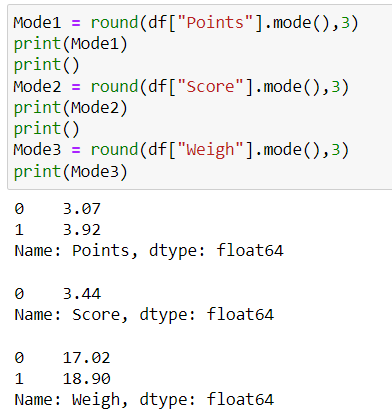 Mode1 = round(df["Points"].mode(),3)
print(Mode1)
print()
Mode2 = round(df["Score"].mode(),3)
print(Mode2)
print()
Mode3 = round(df["Weigh"].mode(),3)
print(Mode3)
0    3.07
1    3.92
Name: Points, dtype: float64
0    3.44
Name: Score, dtype: float64
0    17.02
1    18.90
Name: Weigh, dtype: float64